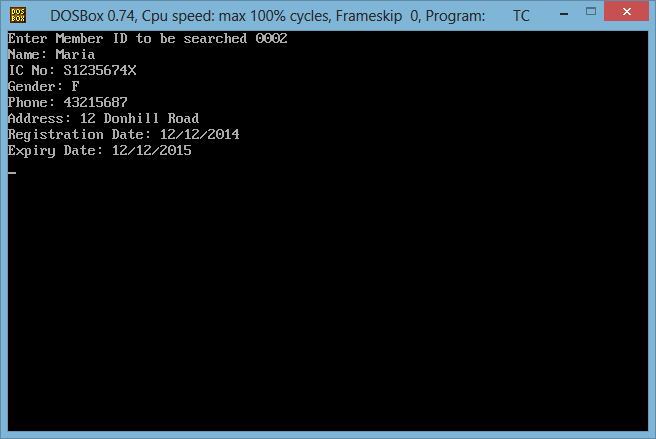 DOS
BOX
DOSBox 0.74, Cpu speed: max 100% cycles, Frameskip 0, Program: TC
Enter Member ID to be searched 0002
Name: Maria
IC No: S1235674X
Gender: F
Phone: 43215687
Address: 12 Donhill Road
Registration Date: 12/12/2014
Expiry Date: 12/12/2015
_